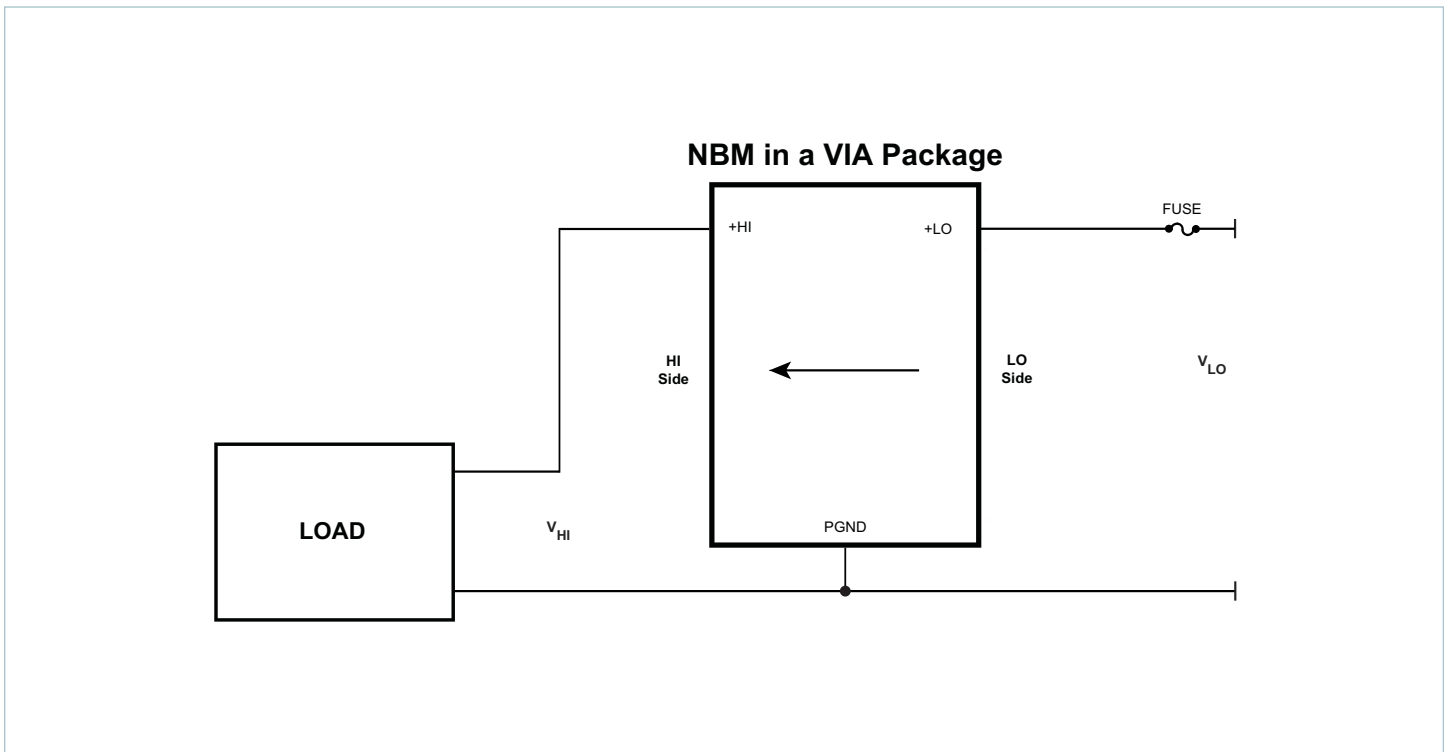 NBM in a VIA Package
FUSE
+HI
+LO
HI
Side
LO
Side
VLO
LOAD
VHI
PGND